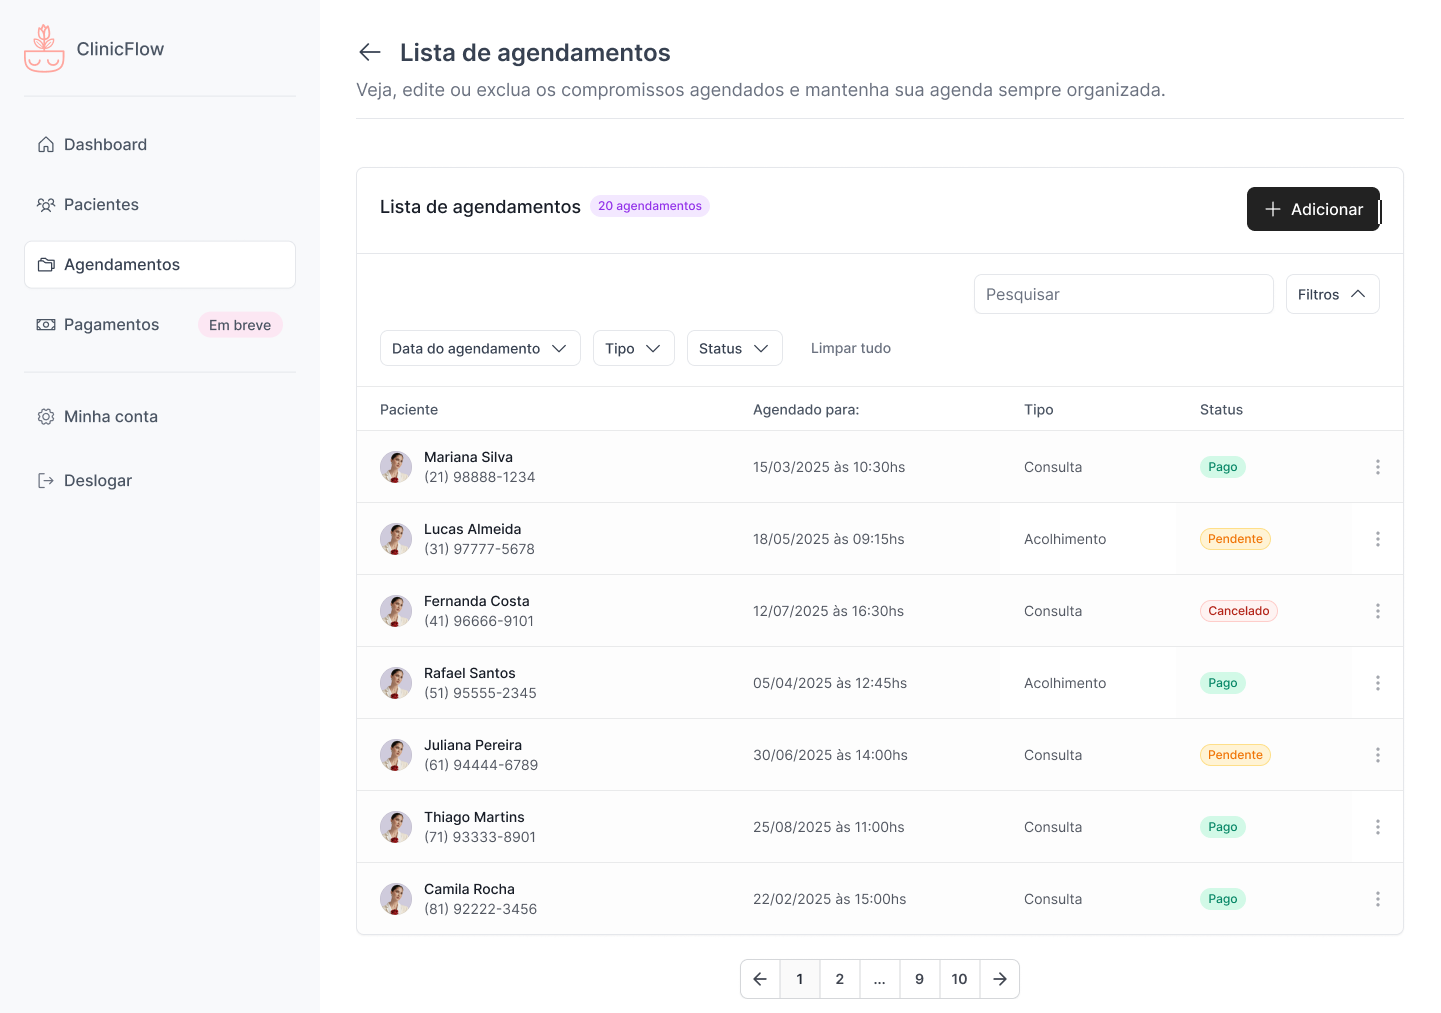 ClinicFlow
Dashboard
Pacientes
Agendamentos
Pagamentos Em breve
Minha conta
Deslogar
Lista de agendamentos
Veja, edite ou exclua os compromissos agendados e mantenha sua agenda sempre organizada.
Lista de agendamentos 20 agendamentos
Adicionar
Pesquisar Filtros
Data do agendamento Tipo Status Limpar tudo
Paciente Agendado para: Tipo Status
Mariana Silva
(21) 98888-1234
15/03/2025 às 10:30hs Consulta Pago
Lucas Almeida
(31) 97777-5678
18/05/2025 às 09:15hs Acolhimento Pendente
Fernanda Costa
(41) 96666-9101
12/07/2025 às 16:30hs Consulta Cancelado
Rafael Santos
(51) 95555-2345
05/04/2025 às 12:45hs Acolhimento Pago
Juliana Pereira
(61) 94444-6789
30/06/2025 às 14:00hs Consulta Pendente
Thiago Martins
(71) 93333-8901
25/08/2025 às 11:00hs Consulta Pago
Camila Rocha
(81) 92222-3456
22/02/2025 às 15:00hs Consulta Pago
1 2 ... 9 10